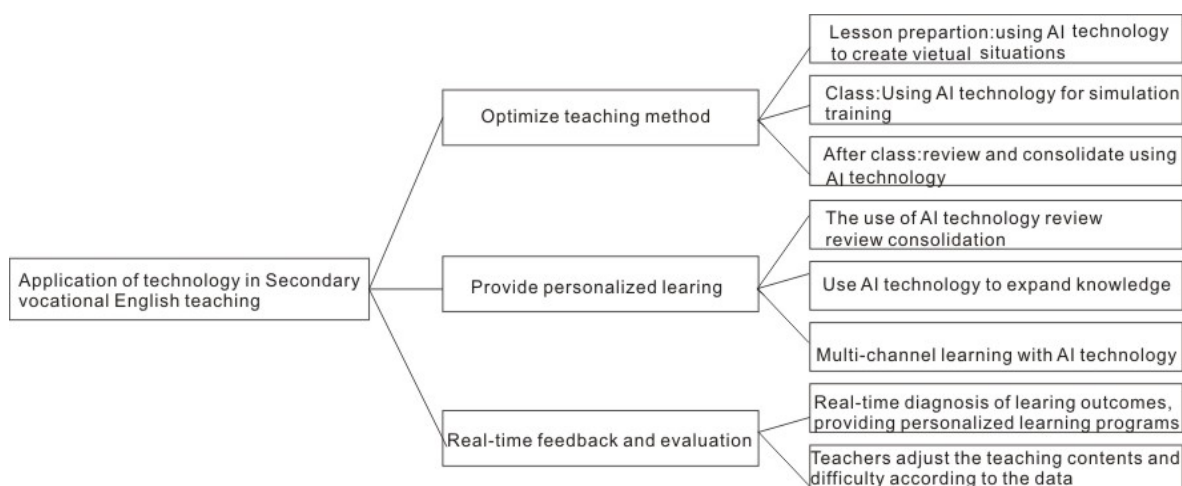 Application of technology in Secondary
vocational English teaching
Optimize teaching method
Lesson prepartion:using AI technology
to create vietual situations
Class:Using AI technology for simulation
training
After class:review and consolidate using
AI technology
Provide personalized learing
The use of AI technology review
review consolidation
Use AI technology to expand knowledge
Multi-channel learning with AI technology
Real-time feedback and evaluation
Real-time diagnosis of learing outcomes,
providing personalized learning programs
Teachers adjust the teaching contents and
difficulty according to the data